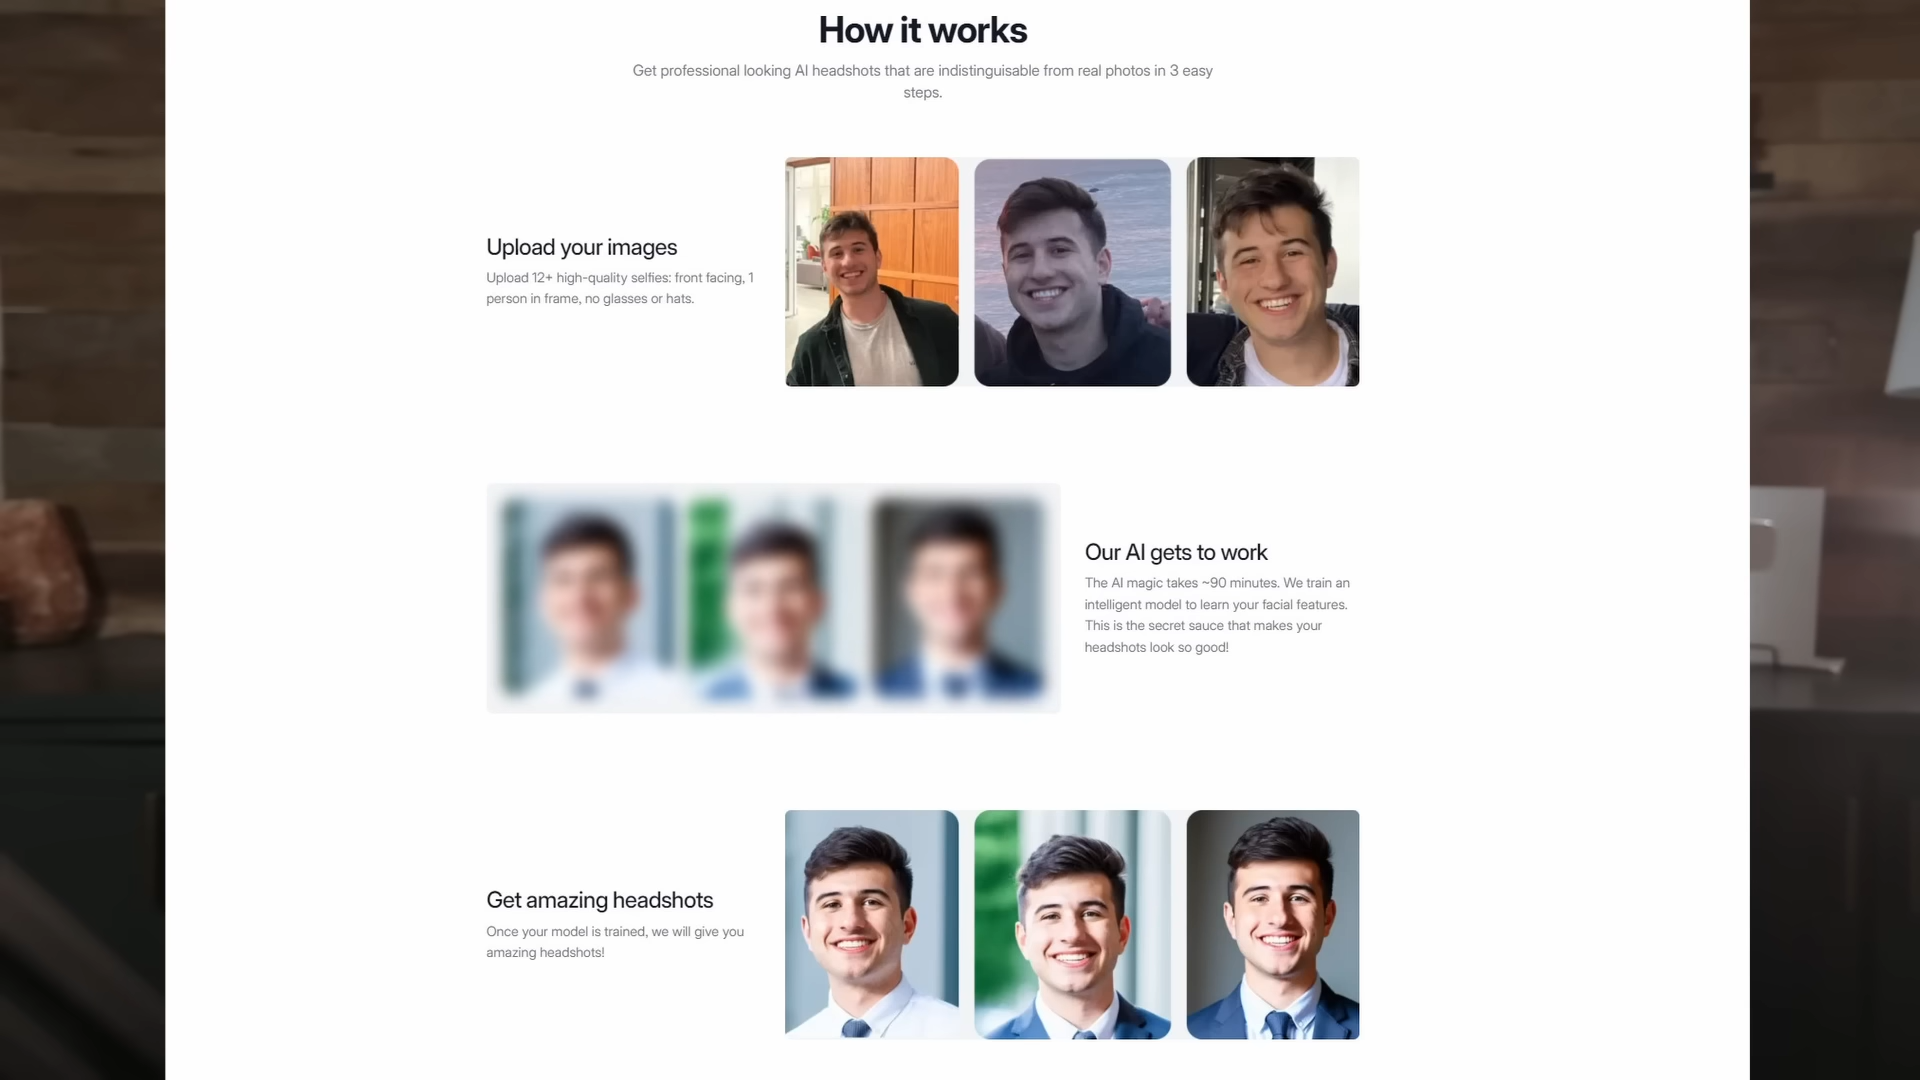 How it works
Get professional looking AI headshots that are indistinguisable from real photos in 3 easy
steps.
Upload your images
Upload 12+ high-quality selfies: front facing, 1
person in frame, no glasses or hats.
Our AI gets to work
The AI magic takes ~90 minutes. We train an
intelligent model to learn your facial features.
This is the secret sauce that makes your
headshots look so good!
Get amazing headshots
Once your model is trained, we will give you
amazing headshots!